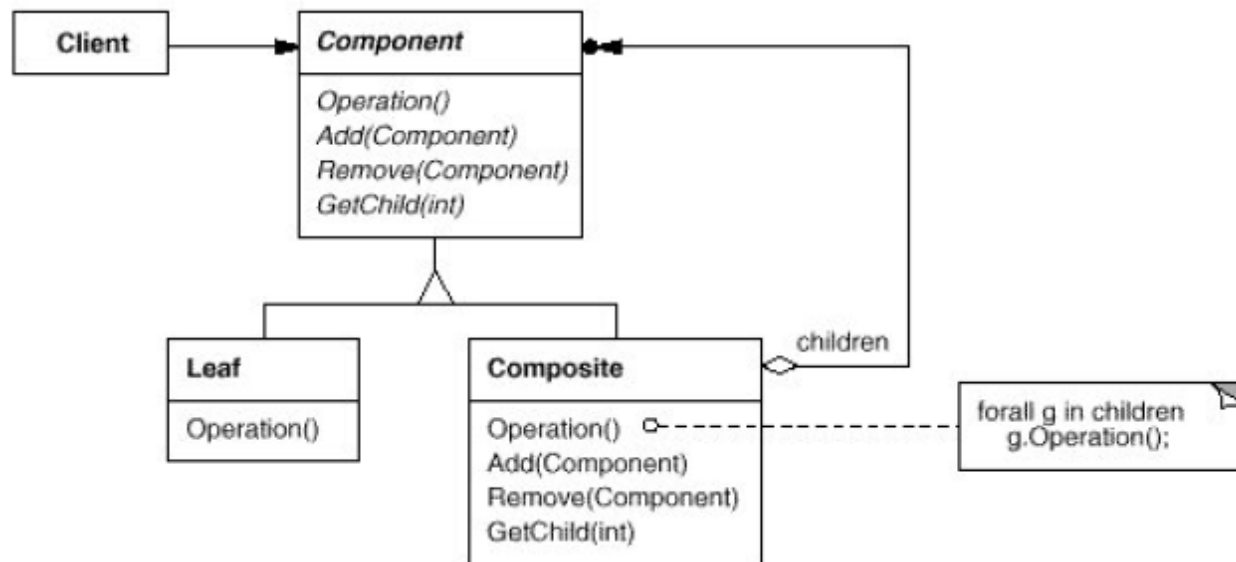 Client
Component
Operation()
Add(Component)
Remove(Component)
GetChild(int)
Leaf
Operation()
children
Composite
Operation()
Add(Component)
Remove(Component)
GetChild(int)
forall g in children
g.Operation();